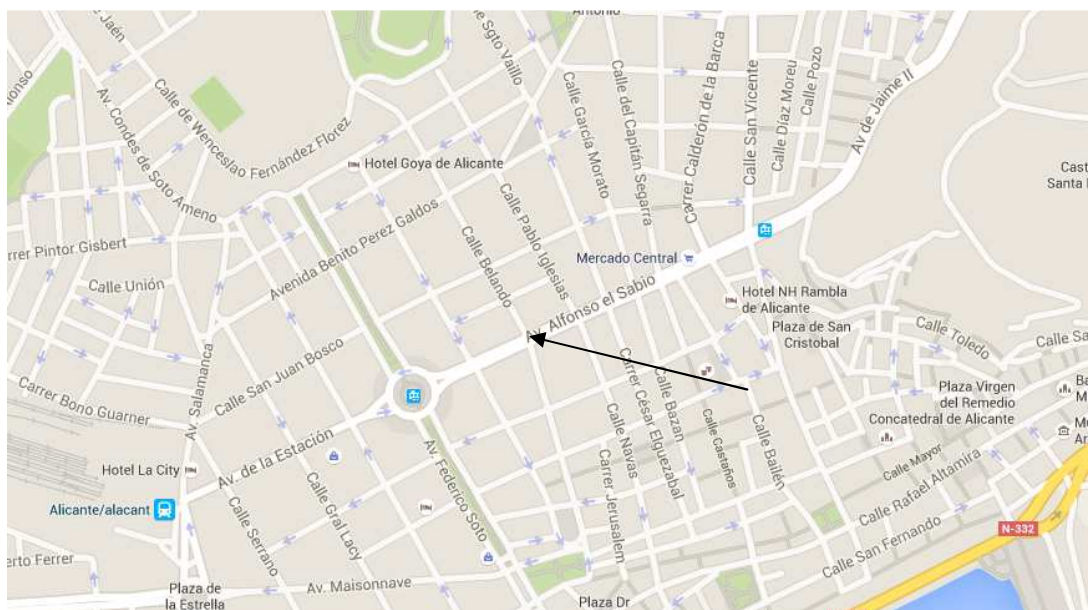 Antonio
Jaén
Alonso
Sgto Vaillo
Calle Pozo
Calle Díaz Moreu
Calle San Vicente
Carrer Calderón de la Barca
Calle del Capitán Segarra
Calle García Morato
Av de Jaime II
Av. Condes de Soto Ameno
Calle de Wenceslao Fernández Florez
Hotel Goya de Alicante
Cast
Santa
Calle Pablo Iglesias
Avenida Benito Perez Galdos
Calle Belando
rrer Pintor Gisbert
Mercado Central
Calle Unión
Hotel NH Rambla
de Alicante
Av. Alfonso el Sabio
Plaza de San
Cristobal
Calle Toledo
Calle Sa
Calle San Juan Bosco
Av Salamanca
Carrer Bono Guarner
Carrer César Elguezabal
Calle Bazan
Plaza Virgen
del Remedio
Concatedral de Alicante
Ba
M
Mu
Ar
Calle Navas
Calle Castaños
Calle Bailén
Av. de la Estación
Av. Federico Soto
Hotel La City
Calle Mayor
Calle Rafael Altamira
Alicante/alacant
Calle Gral Lacy
Calle Serrano
Carrer Jerusalem
Calle San Fernando
N-332
erto Ferrer
Av. Maisonnave
Plaza de
la Estrella
Plaza Dr